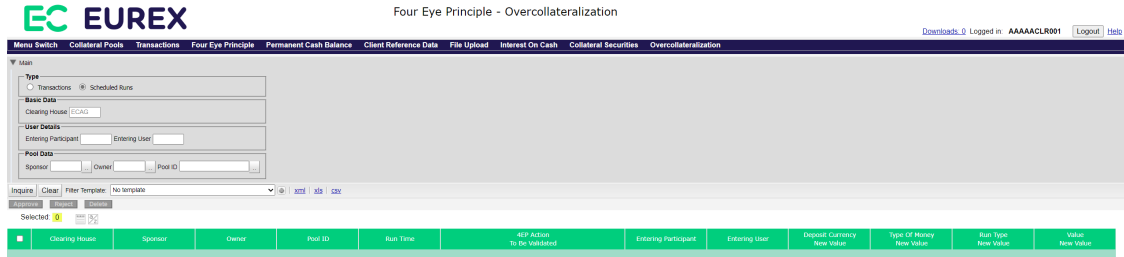 EC EUREX
Four Eye Principle - Overcollateralization
Downloads: 0 Logged in: AAAAACLR001 Logout Help
Menu Switch Collateral Pools Transactions Four Eye Principle Permanent Cash Balance Client Reference Data File Upload Interest On Cash Collateral Securities Overcollateralization
Main
Type
Transactions Scheduled Runs
Basic Data
Clearing House ECAG
User Details
Entering Participant Entering User
Pool Data
Sponsor ... Owner ... Pool ID ...
Inquire Clear Filter Template: No template xml | xls | csv
Approve Reject Delete
Selected: 0
Clearing House Sponsor Owner Pool ID Run Time 4EP Action Entering Participant Entering User Deposit Currency Type Of Money Run Type Value
To Be Validated New Value New Value New Value New Value